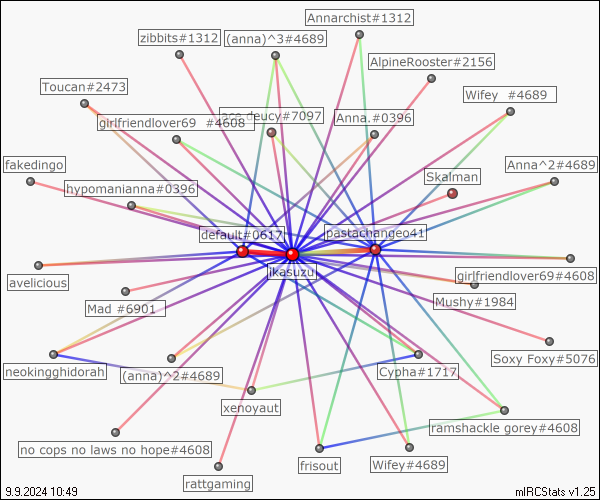 Annarchist#1312
zibbits#1312
(anna)^3#4689
AlpineRooster#2156
Toucan#2473
Wifey  #4689
ace deucy#7097
girlfriendlover69  #4608
Anna.#0396
fakedingo
Anna^2#4689
Skalman
hypomanianna#0396
default#0617
pastachangeo41
ikasuzu
girlfriendlover69#4608
avelicious
Mushy#1984
Mad #6901
Soxy Foxy#5076
neokingghidorah
(anna)^2#4689
Cypha#1717
xenoyaut
ramshackle gorey#4608
no cops no laws no hope#4608
frisout
Wifey#4689
rattgaming
9.9.2024 10:49
mIRCStats v1.25